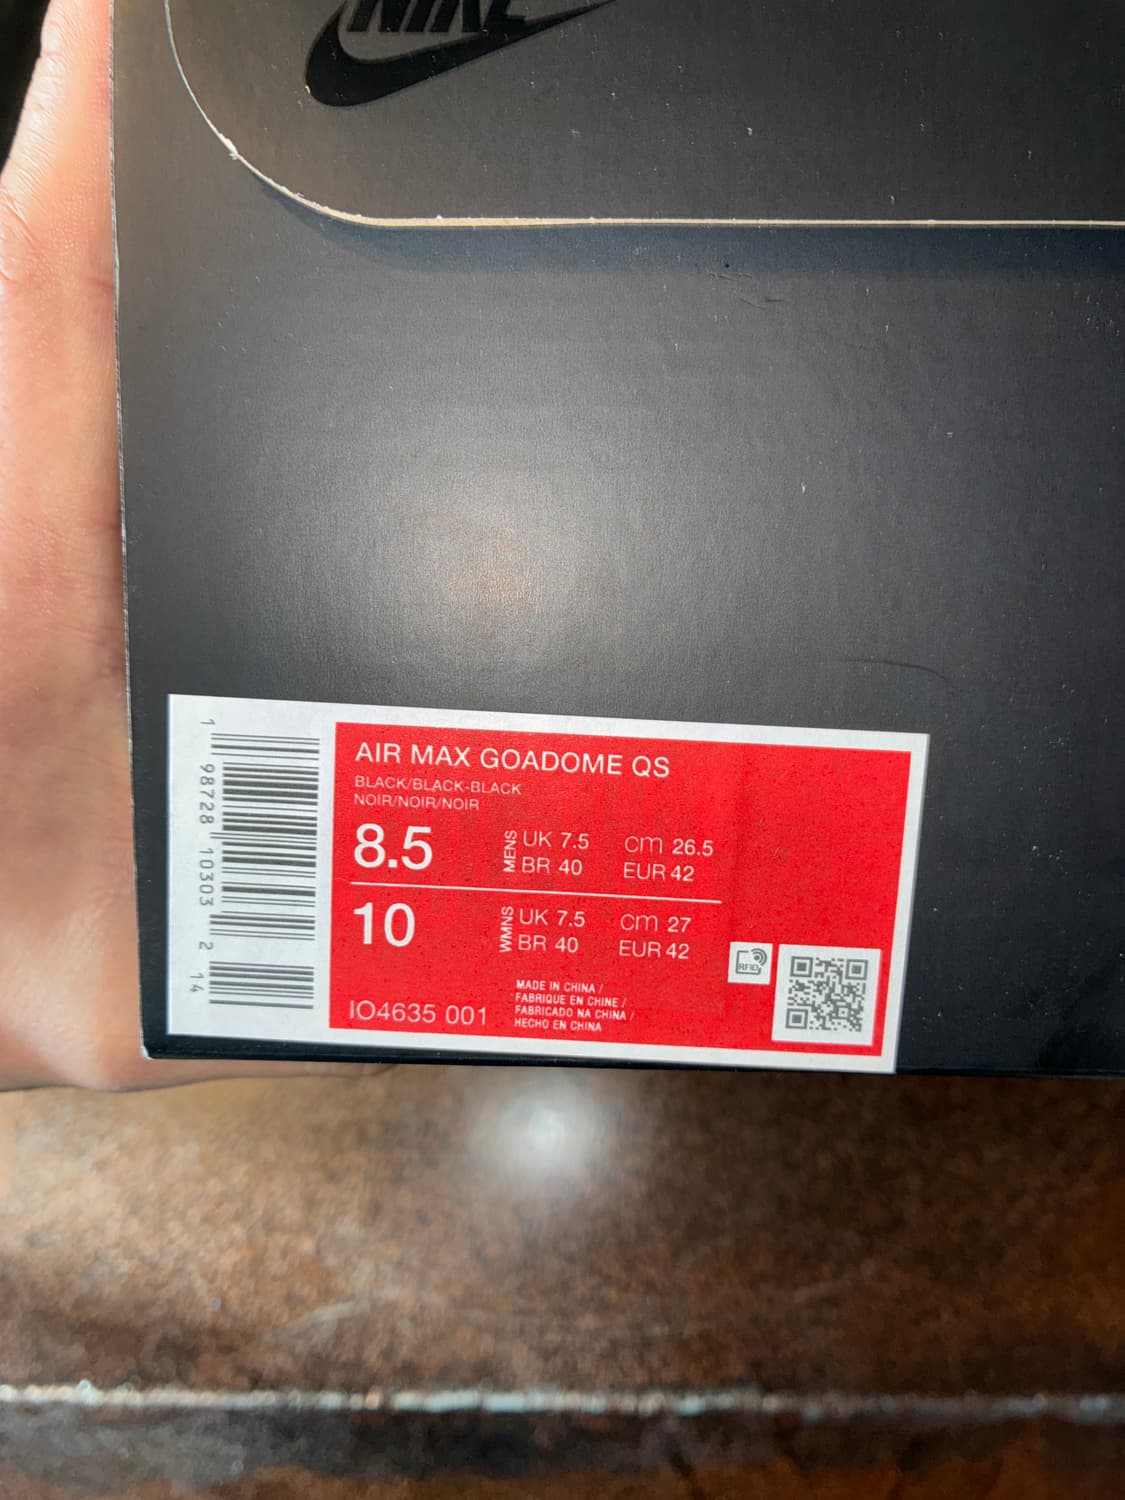 NIKE
AIR MAX GOADOME QS
BLACK/BLACK-BLACK
NOIR/NOIR/NOIR
8.5 MENS UK 7.5 cm 26.5
BR 40 EUR 42
10 WMNS UK 7.5 cm 27
BR 40 EUR 42
RFID
MADE IN CHINA /
FABRIQUE EN CHINE /
FABRICADO NA CHINA /
HECHO EN CHINA
IO4635 001
1 98728 10303 2 14